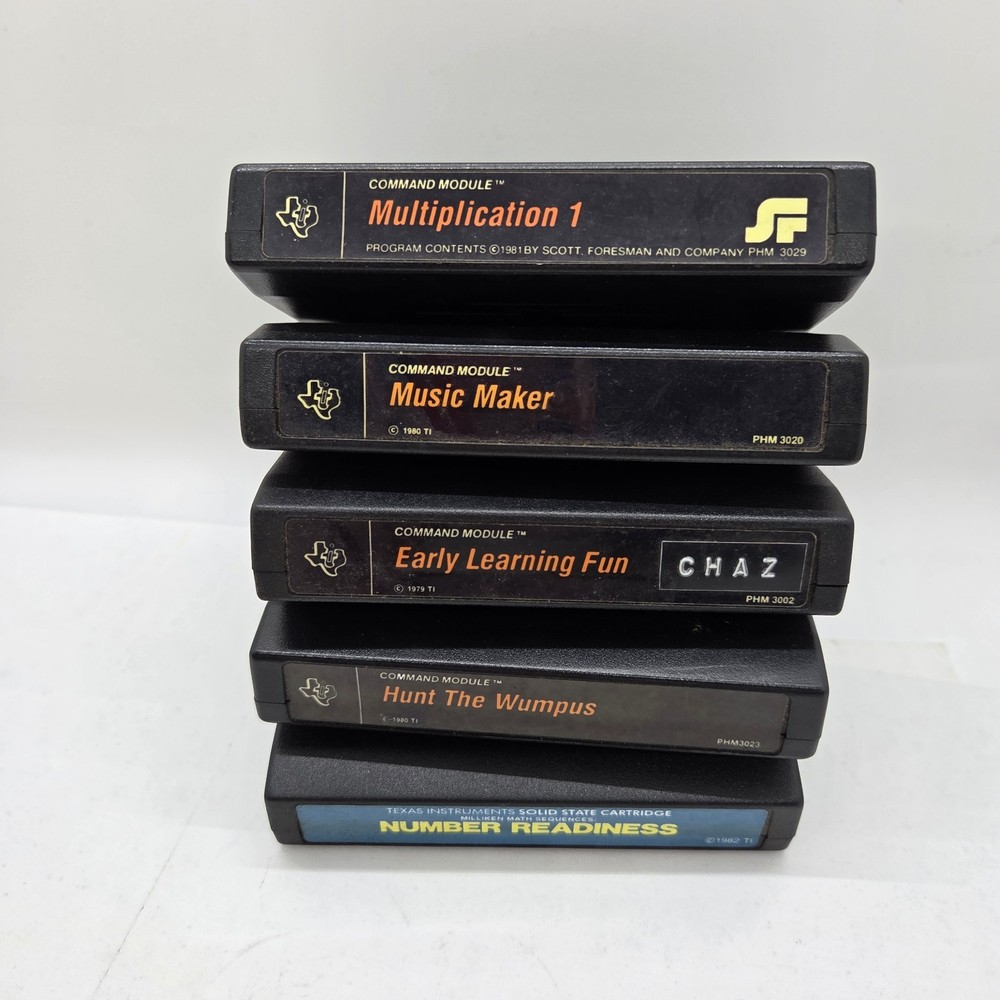 COMMAND MODULE™
Multiplication 1
SF
PROGRAM CONTENTS ©1981 BY SCOTT, FORESMAN AND COMPANY PHM 3029
COMMAND MODULE™
Music Maker
© 1980 TI
PHM 3020
COMMAND MODULE™
Early Learning Fun
CHAZ
© 1979 TI
PHM 3002
COMMAND MODULE™
Hunt The Wumpus
© 1980 TI
PHM3023
TEXAS INSTRUMENTS SOLID STATE CARTRIDGE
MILLIKEN MATH SEQUENCES:
NUMBER READINESS
©1982 TI